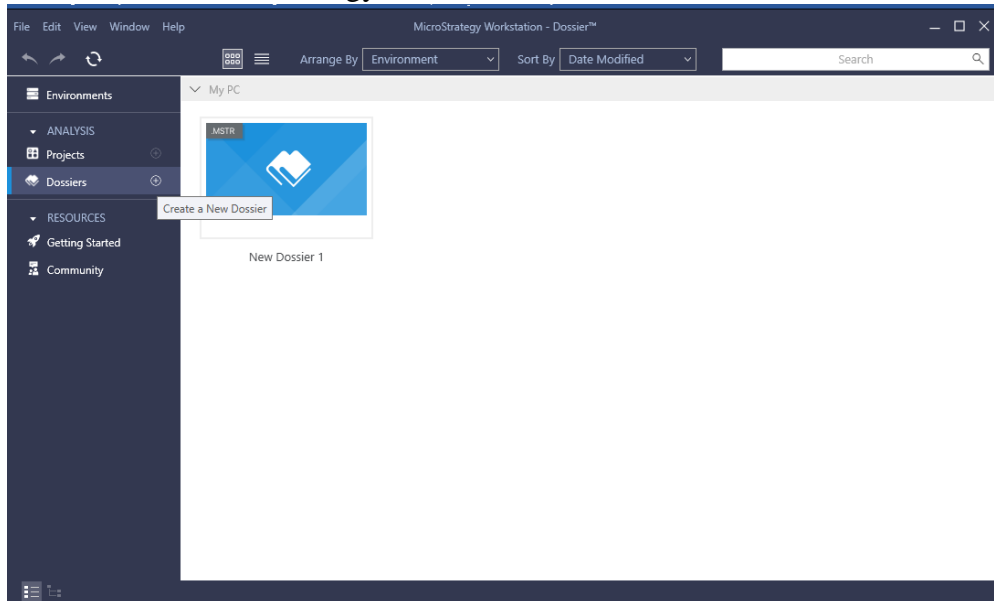 File Edit View Window Help
MicroStrategy Workstation - Dossier™
Arrange By Environment
Sort By Date Modified
Search
Environments
My PC
ANALYSIS
Projects
Dossiers
Create a New Dossier
RESOURCES
Getting Started
Community
.MSTR
New Dossier 1